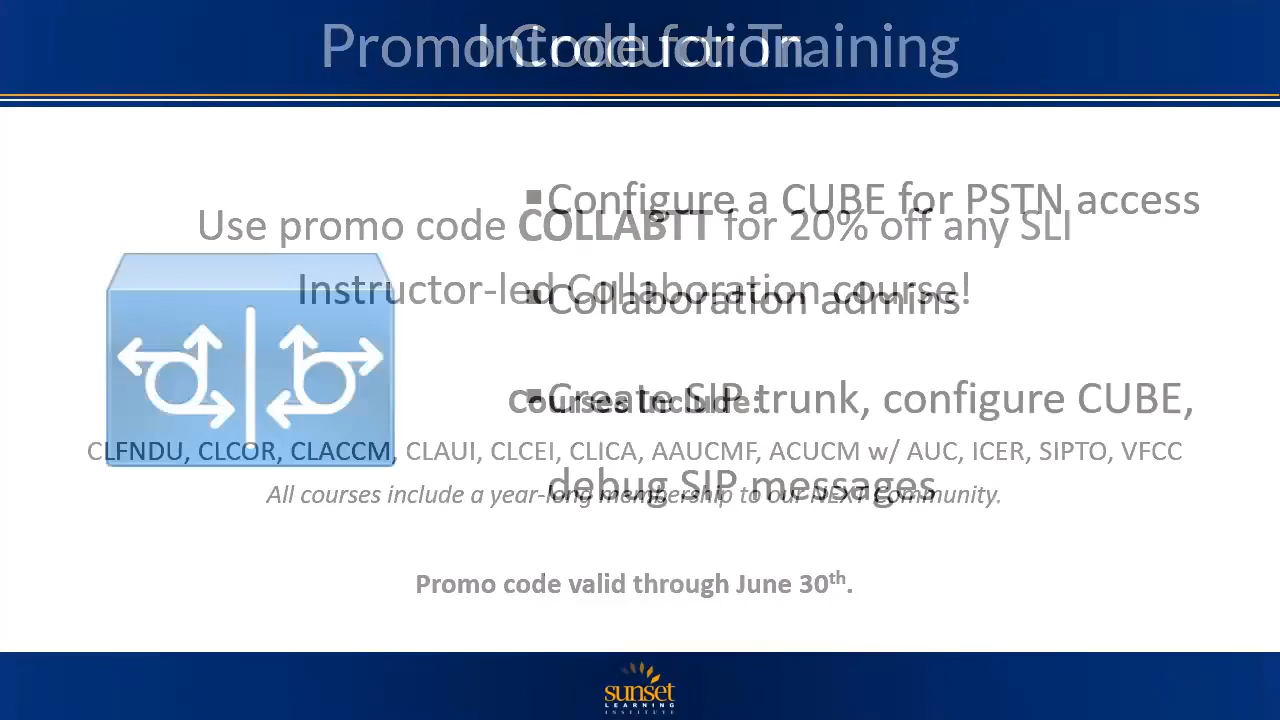 Promo Code for Training
Introduction
Use promo code COLLABTT for 20% off any SLI
Instructor-led Collaboration course!
Courses include:
CLFNDU, CLCOR, CLACCM, CLAUI, CLCEI, CLICA, AAUCMF, ACUCM w/ AUC, ICER, SIPTO, VFCC
All courses include a year-long membership to our NEXT Community.
Promo code valid through June 30th.
▪Configure a CUBE for PSTN access
▪Collaboration admins
▪Create SIP trunk, configure CUBE,
debug SIP messages
sunset
LEARNING
INSTITUTE